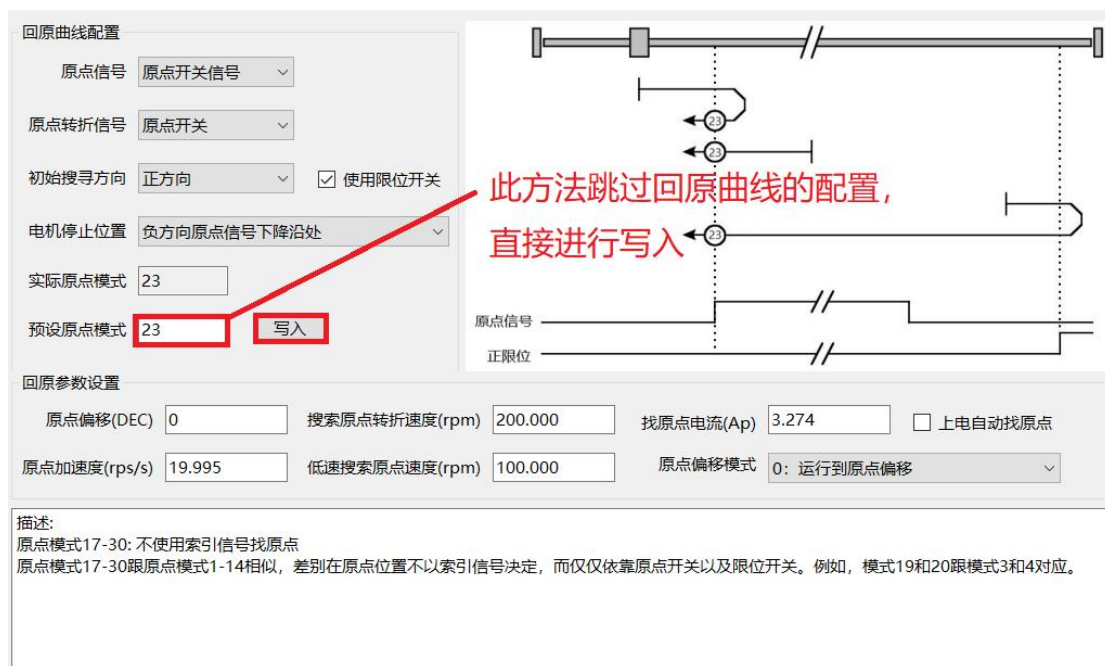 回原曲线配置
原点信号 原点开关信号
原点转折信号 原点开关
初始搜寻方向 正方向 使用限位开关
电机停止位置 负方向原点信号下降沿处
实际原点模式 23
预设原点模式 23 写入
23
23
此方法跳过回原曲线的配置，
直接进行写入
23
原点信号
正限位
回原参数设置
原点偏移(DEC) 0 搜索原点转折速度(rpm) 200.000 找原点电流(Ap) 3.274 上电自动找原点
原点加速度(rps/s) 19.995 低速搜索原点速度(rpm) 100.000 原点偏移模式 0：运行到原点偏移
描述:
原点模式17-30: 不使用索引信号找原点
原点模式17-30跟原点模式1-14相似，差别在原点位置不以索引信号决定，而仅仅依靠原点开关以及限位开关。例如，模式19和20跟模式3和4对应。